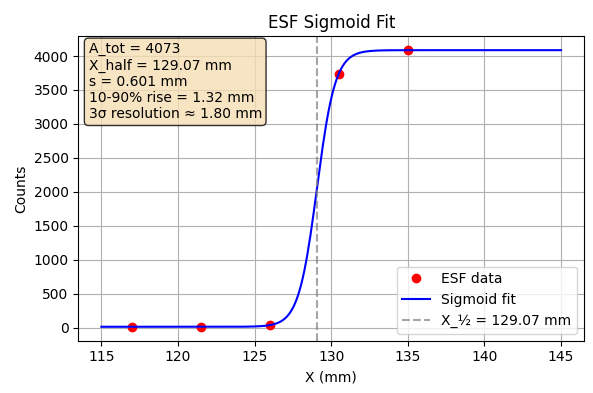 ESF Sigmoid Fit
A_tot = 4073
X_half = 129.07 mm
s = 0.601 mm
10-90% rise = 1.32 mm
3σ resolution ≈ 1.80 mm
4000
3500
3000
2500
2000
1500
1000
500
0
Counts
ESF data
Sigmoid fit
X_½ = 129.07 mm
115 120 125 130 135 140 145
X (mm)